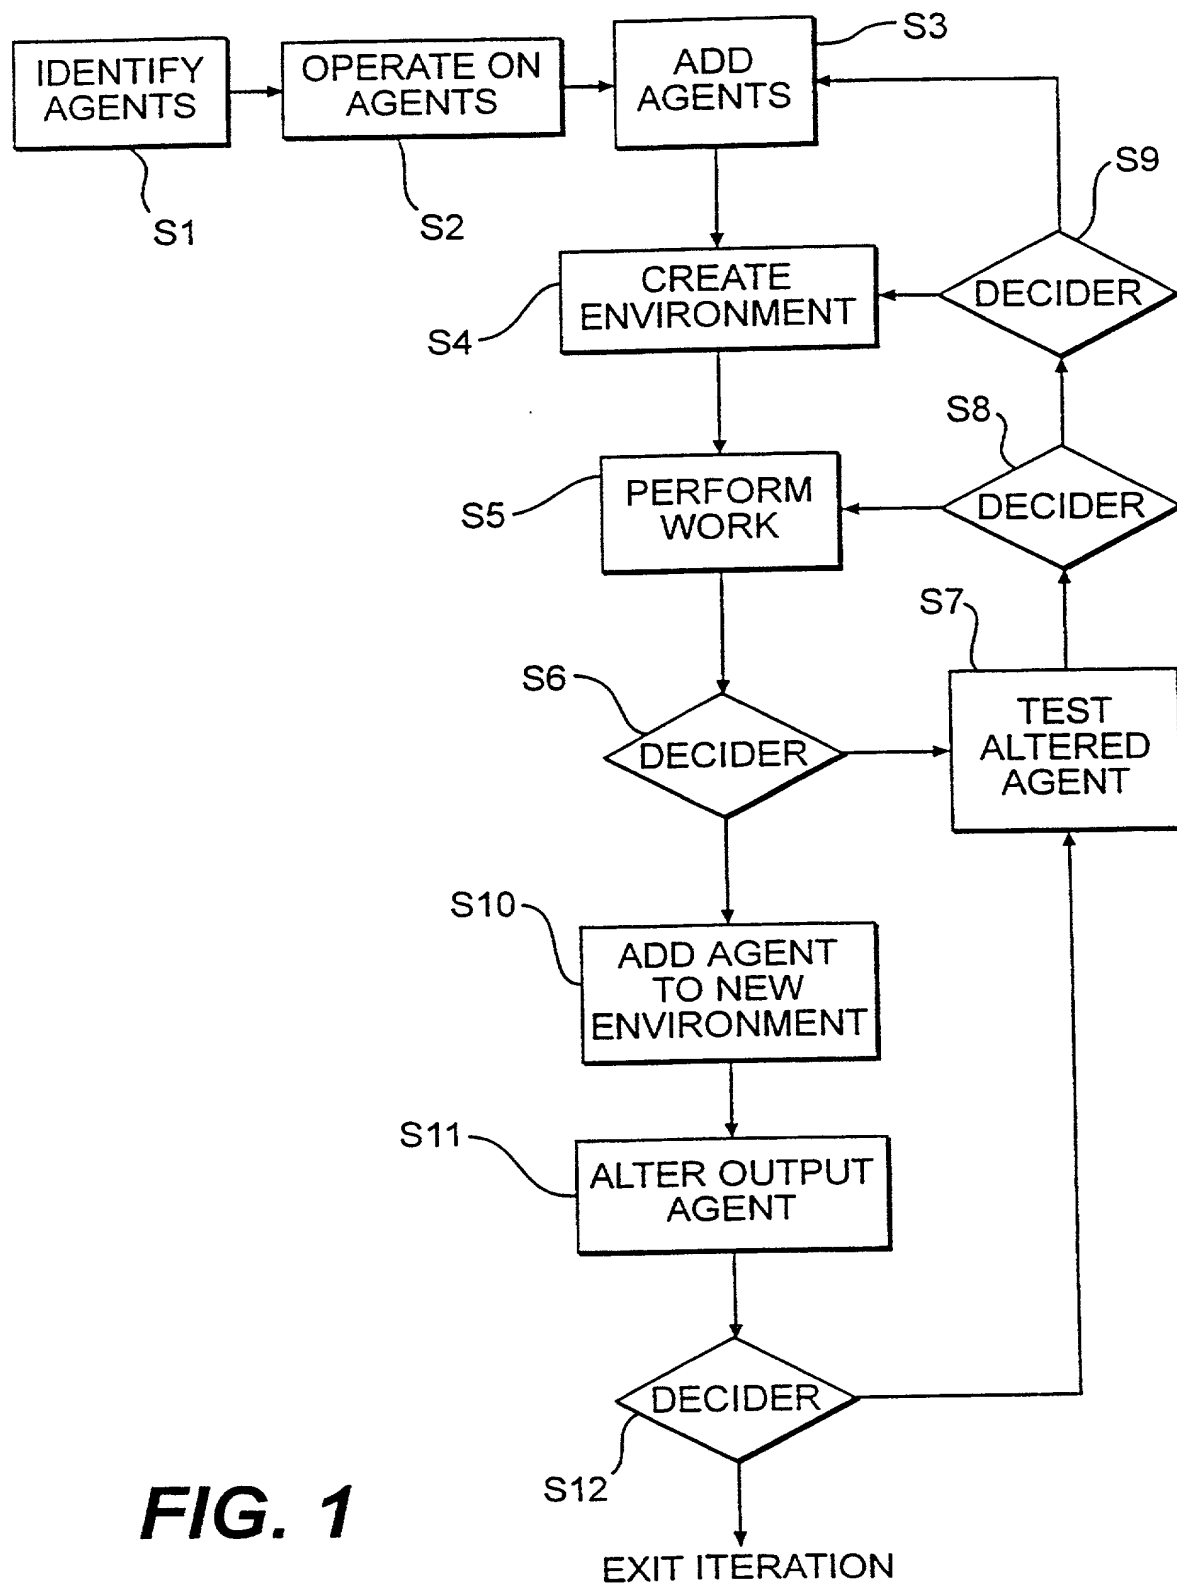 S3
IDENTIFY
AGENTS
OPERATE ON
AGENTS
ADD
AGENTS
S1
S2
S9
CREATE
ENVIRONMENT
DECIDER
S4
S8
PERFORM
WORK
DECIDER
S5
S7
S6
DECIDER
TEST
ALTERED
AGENT
S10
ADD AGENT
TO NEW
ENVIRONMENT
S11
ALTER OUTPUT
AGENT
DECIDER
S12
FIG. 1
EXIT ITERATION